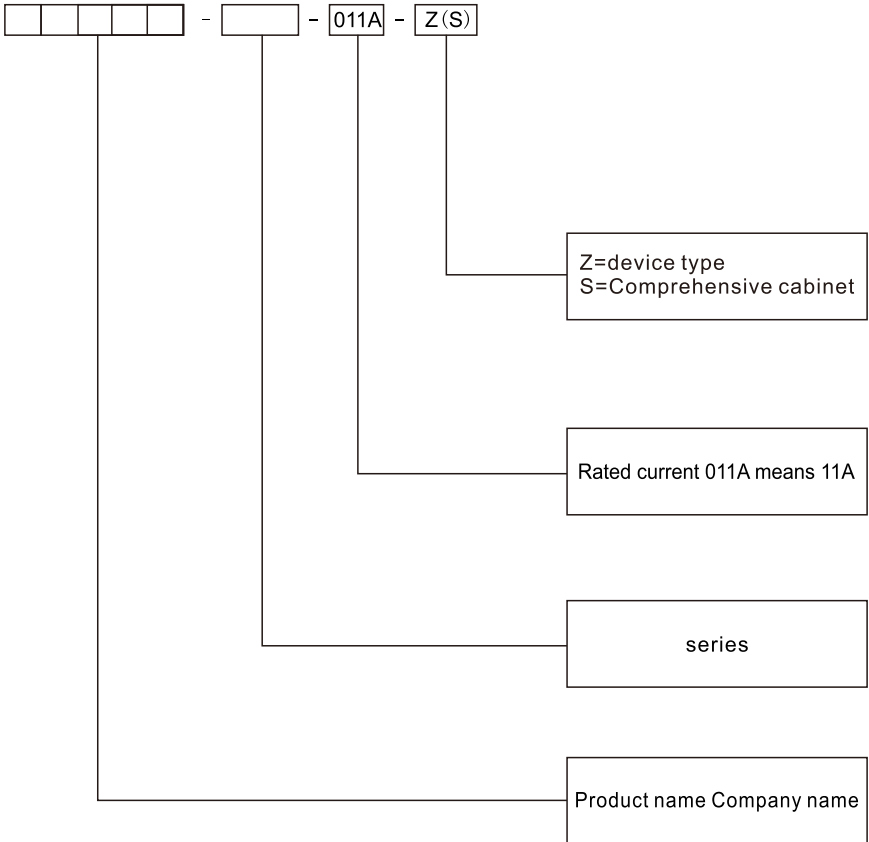 - - 011A - Z(S)
Z=device type
S=Comprehensive cabinet
Rated current 011A means 11A
series
Product name Company name